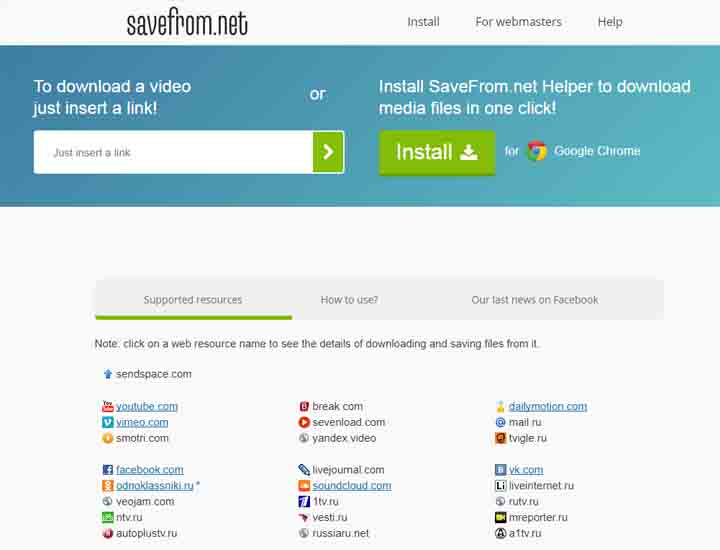 savefrom.net
Install For webmasters Help
To download a video
just insert a link!
or
Install SaveFrom.net Helper to download
media files in one click!
Just insert a link
Install for Google Chrome
Supported resources How to use? Our last news on Facebook
Note: click on a web resource name to see the details of downloading and saving files from it.
sendspace.com
youtube.com break.com dailymotion.com
vimeo.com sevenload.com mail.ru
smotri.com yandex.video tvigle.ru
facebook.com livejournal.com vk.com
odnoklassniki.ru * soundcloud.com liveinternet.ru
veojam.com 1tv.ru rutv.ru
ntv.ru vesti.ru mreporter.ru
autoplustv.ru russiaru.net a1tv.ru